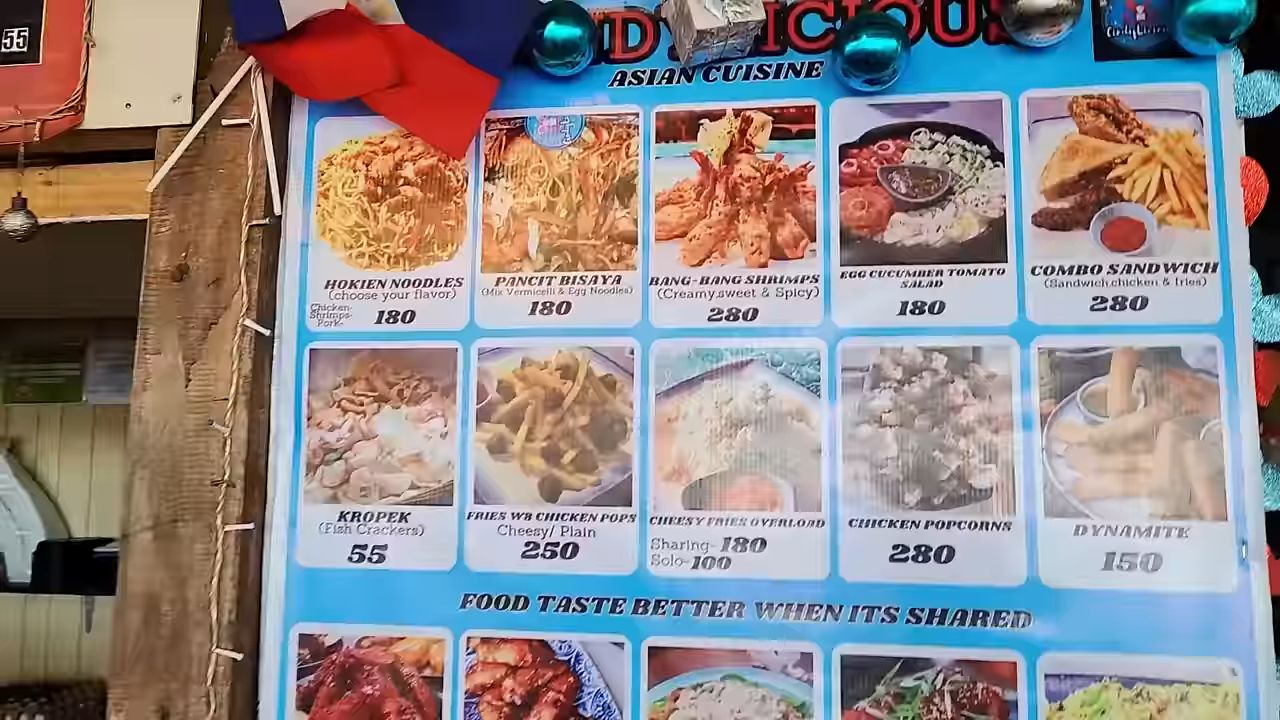 55
ASIAN CUISINE
HOKIEN NOODLES
(choose your flavor)
Chicken-
Shrimps-
Pork-
180
PANCIT BISAYA
(Mix Vermicelli & Egg Noodles)
180
BANG-BANG SHRIMPS
(Creamy,sweet & Spicy)
280
EGG CUCUMBER TOMATO
SALAD
180
COMBO SANDWICH
(Sandwich,chicken & fries)
280
KROPEK
(Fish Crackers)
55
FRIES W/ CHICKEN POPS
Cheesy/ Plain
250
CHEESY FRIES OVERLOAD
Sharing- 180
Solo- 100
CHICKEN POPCORNS
280
DYNAMITE
150
FOOD TASTE BETTER WHEN ITS SHARED